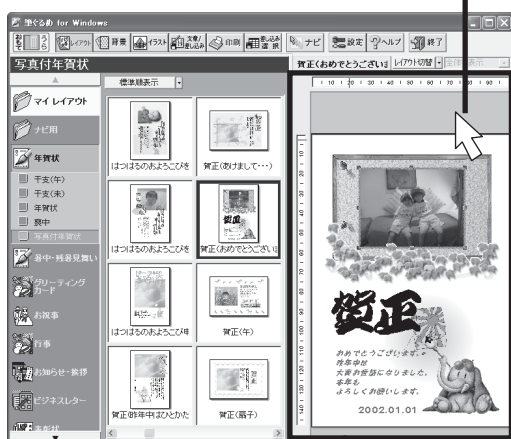 筆ぐるめ for Windows
おもて うら レイアウト 背景 イラスト 文章/差し込み 印刷 差し込み選択 ナビ 設定 ヘルプ 終了
写真付年賀状
賀正(おめでとうございま レイアウト切替
標準順表示
マイ レイアウト
ナビ用
年賀状
干支(午)
干支(未)
年賀状
喪中
写真付年賀状
暑中・残暑見舞い
グリーティング
カード
お祝事
行事
お知らせ・挨拶
ビジネスレター
表彰状
はつはるのおよろこびを
賀正(あけまして・・・)
はつはるのおよろこびを
賀正(おめでとうございま
はつはるのおよろこび申
賀正(午)
賀正(昨年中はひとかた
賀正(扇子)
賀正
おめでとうございます。
昨年中は
大変お世話になりました。
本年も
よろしくお願いします。
2002.01.01